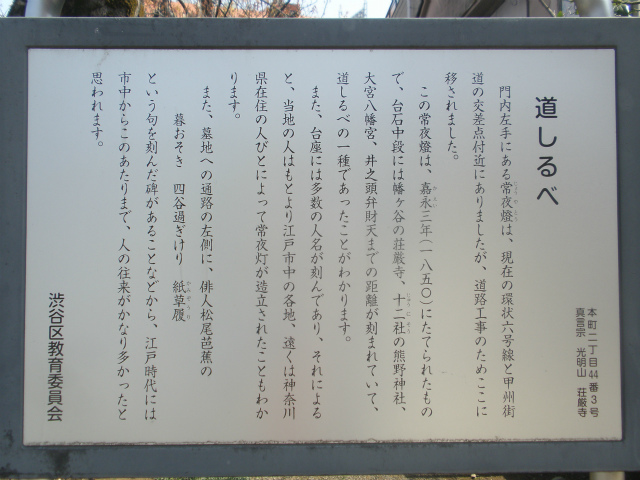 道しるべ
本町二丁目44番3号
真言宗 光明山 荘厳寺
門内左手にある常夜燈は、現在の環状六号線と甲州街
道の交差点付近にありましたが、道路工事のためここに
移されました。
この常夜燈は、嘉永三年(一八五〇)にたてられたもの
で、台石中段には幡ヶ谷の荘厳寺、十二社の熊野神社、
大宮八幡宮、井之頭弁財天までの距離が刻まれていて、
道しるべの一種であったことがわかります。
また、台座には多数の人名が刻んであり、それによる
と、当地の人はもとより江戸市中の各地、遠くは神奈川
県在住の人びとによって常夜灯が造立されたこともわか
ります。
また、墓地への通路の左側に、俳人松尾芭蕉の
暮おそき 四谷過ぎけり 紙草履
という句を刻んだ碑があることなどから、江戸時代には
市中からこのあたりまで、人の往来がかなり多かったと
思われます。
渋谷区教育委員会